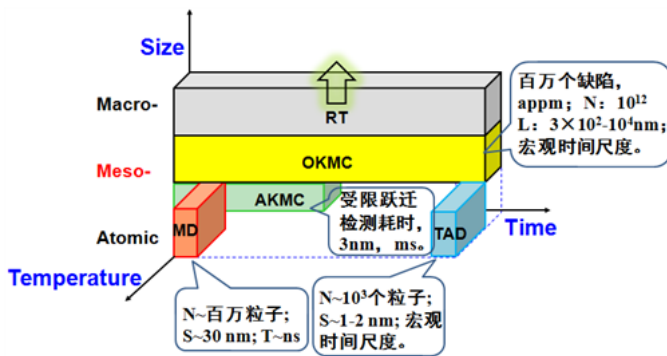 Size
Macro-
RT
百万个缺陷，
appm；N：10¹²
L：3×10²-10⁴nm；
宏观时间尺度。
OKMC
Meso-
AKMC
受限跃迁
检测耗时，
3nm，ms。
Atomic
MD
TAD
Time
Temperature
N~百万粒子；
S~30 nm; T~ns
N~10³个粒子；
S~1-2 nm; 宏观
时间尺度。